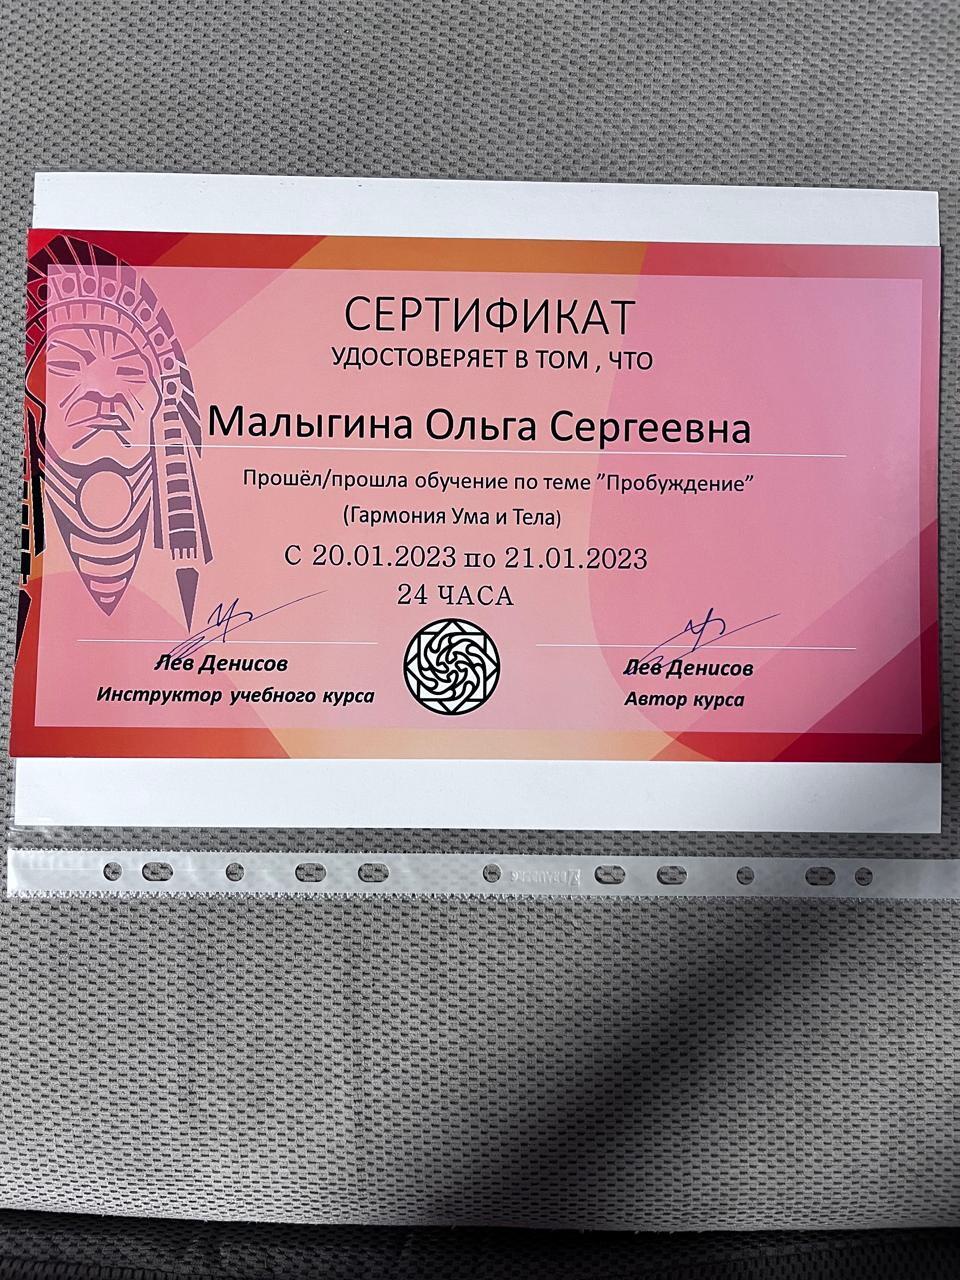 СЕРТИФИКАТ
УДОСТОВЕРЯЕТ В ТОМ , ЧТО
Малыгина Ольга Сергеевна
Прошёл/прошла обучение по теме ”Пробуждение”
(Гармония Ума и Тела)
С 20.01.2023 по 21.01.2023
24 ЧАСА
Лев Денисов
Инструктор учебного курса
Лев Денисов
Автор курса